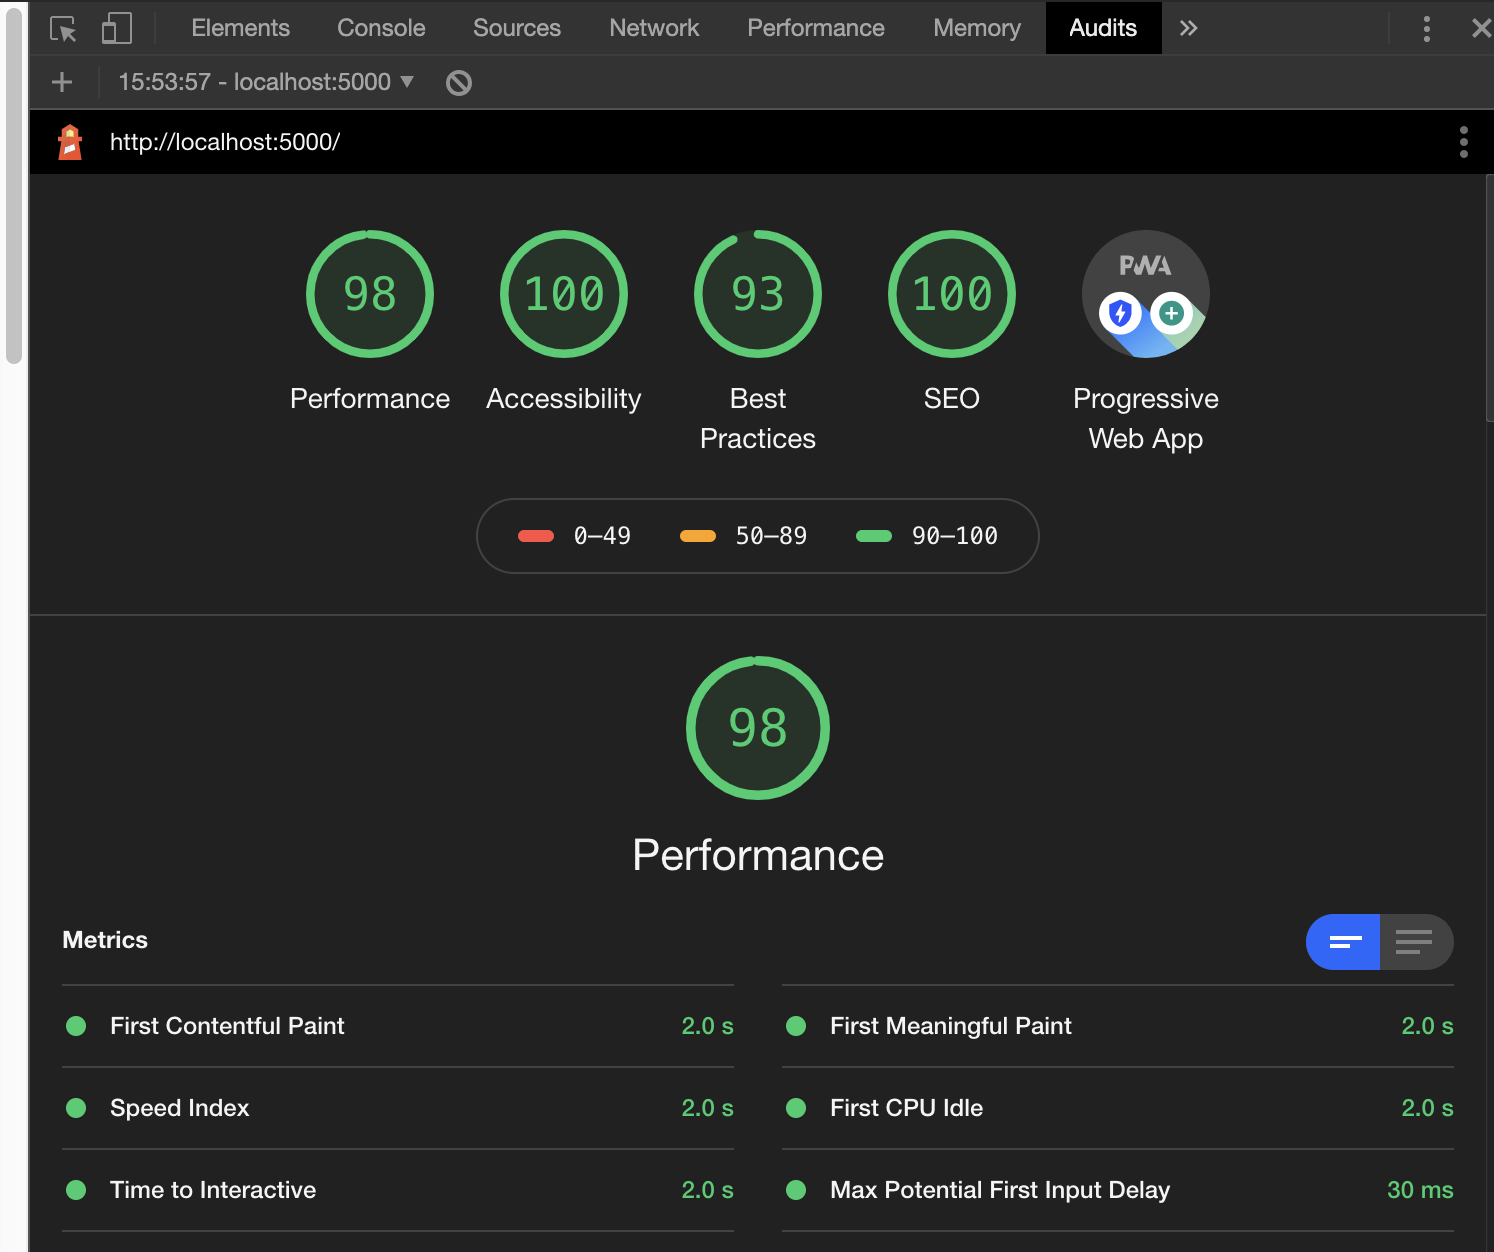 Elements Console Sources Network Performance Memory Audits
15:53:57 - localhost:5000
http://localhost:5000/
98 100 93 100 PWA
Performance Accessibility Best Practices SEO Progressive Web App
0–49 50–89 90–100
98
Performance
Metrics
First Contentful Paint 2.0 s
First Meaningful Paint 2.0 s
Speed Index 2.0 s
First CPU Idle 2.0 s
Time to Interactive 2.0 s
Max Potential First Input Delay 30 ms